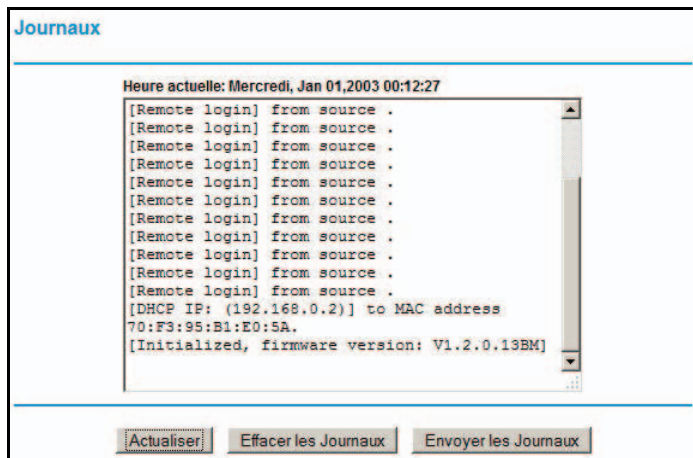 Journaux
Heure actuelle: Mercredi, Jan 01,2003 00:12:27
[Remote login] from source .
[Remote login] from source .
[Remote login] from source .
[Remote login] from source .
[Remote login] from source .
[Remote login] from source .
[Remote login] from source .
[Remote login] from source .
[Remote login] from source .
[Remote login] from source .
[Remote login] from source .
[DHCP IP: (192.168.0.2)] to MAC address
70:F3:95:B1:E0:5A.
[Initialized, firmware version: V1.2.0.13BM]
Actualiser Effacer les Journaux Envoyer les Journaux